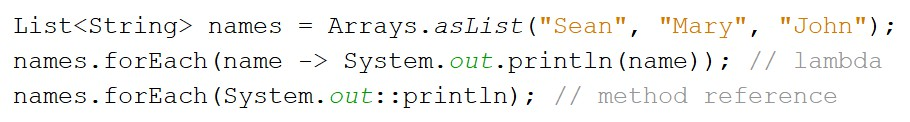 List<String> names = Arrays.asList("Sean", "Mary", "John");
names.forEach(name -> System.out.println(name)); // lambda
names.forEach(System.out::println); // method reference